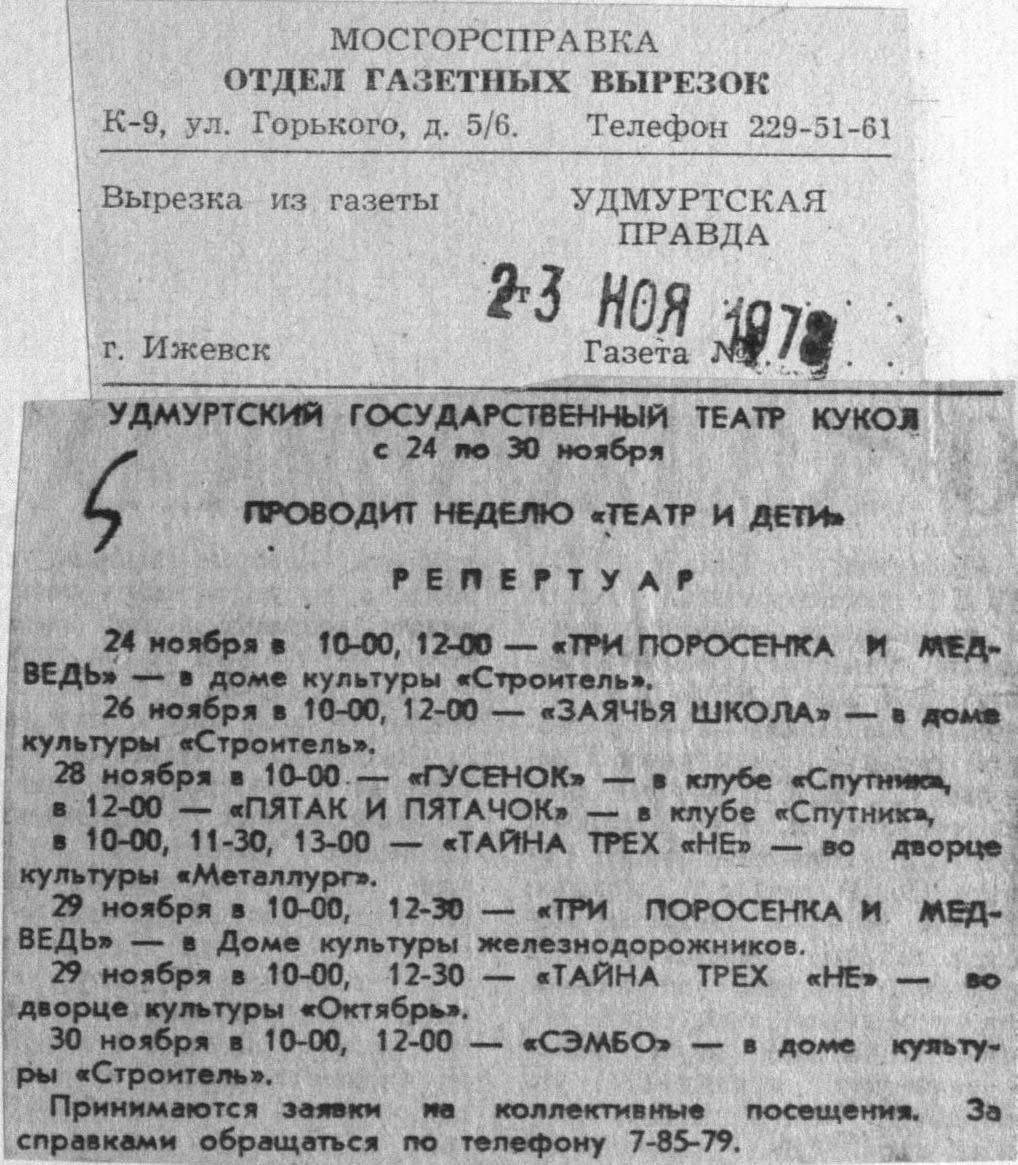 МОСГОРСПРАВКА
ОТДЕЛ ГАЗЕТНЫХ ВЫРЕЗОК
К-9, ул. Горького, д. 5/6. Телефон 229-51-61
Вырезка из газеты УДМУРТСКАЯ
ПРАВДА
23 НОЯ 1978
г. Ижевск Газета №
УДМУРТСКИЙ ГОСУДАРСТВЕННЫЙ ТЕАТР КУКОЛ
с 24 по 30 ноября
ПРОВОДИТ НЕДЕЛЮ «ТЕАТР И ДЕТИ»
РЕПЕРТУАР
24 ноября в 10-00, 12-00 — «ТРИ ПОРОСЕНКА И МЕД-
ВЕДЬ» — в доме культуры «Строитель».
26 ноября в 10-00, 12-00 — «ЗАЯЧЬЯ ШКОЛА» — в доме
культуры «Строитель».
28 ноября в 10-00 — «ГУСЕНОК» — в клубе «Спутник»,
в 12-00 — «ПЯТАК И ПЯТАЧОК» — в клубе «Спутник»,
в 10-00, 11-30, 13-00 — «ТАЙНА ТРЕХ «НЕ» — во дворце
культуры «Металлург».
29 ноября в 10-00, 12-30 — «ТРИ ПОРОСЕНКА И МЕД-
ВЕДЬ» — в Доме культуры железнодорожников.
29 ноября в 10-00, 12-30 — «ТАЙНА ТРЕХ «НЕ» — во
дворце культуры «Октябрь».
30 ноября в 10-00, 12-00 — «СЭМБО» — в доме культу-
ры «Строитель».
Принимаются заявки на коллективные посещения. За
справками обращаться по телефону 7-85-79.